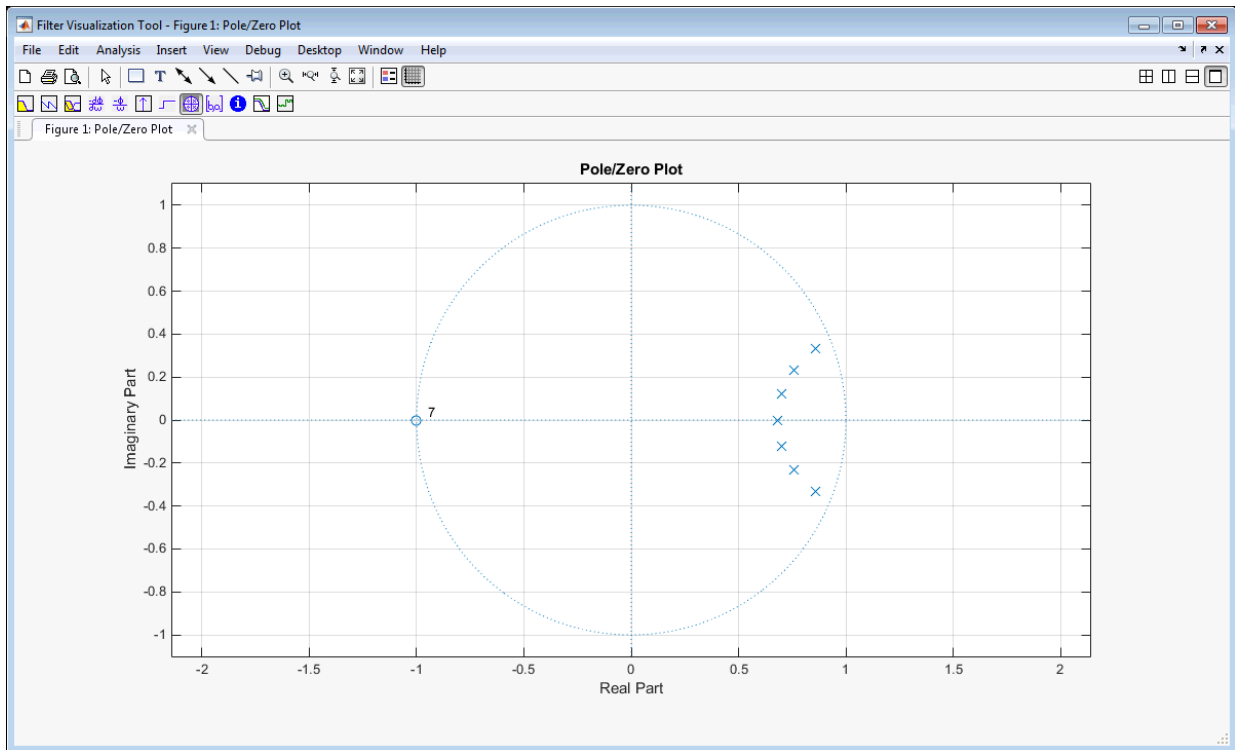 Filter Visualization Tool - Figure 1: Pole/Zero Plot
File Edit Analysis Insert View Debug Desktop Window Help
Figure 1: Pole/Zero Plot
Pole/Zero Plot
1
0.8
0.6
0.4
0.2
0
-0.2
-0.4
-0.6
-0.8
-1
Imaginary Part
7
-2 -1.5 -1 -0.5 0 0.5 1 1.5 2
Real Part